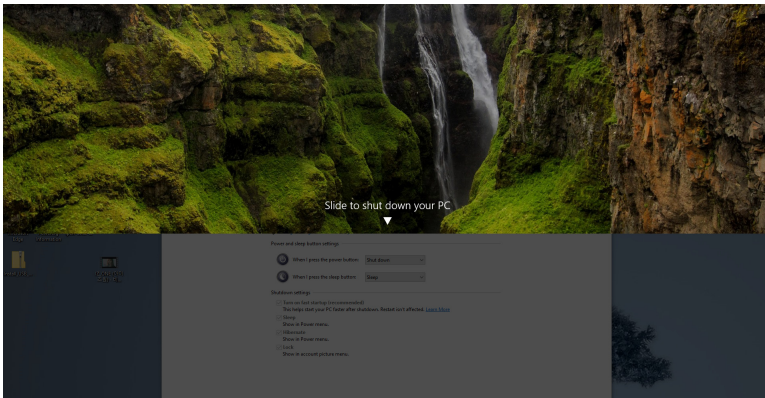 Slide to shut down your PC
Power and sleep button settings
When I press the power button:
Shut down
When I press the sleep button:
Sleep
Shutdown settings
Turn on fast startup (recommended)
This helps start your PC faster after shutdown. Restart isn't affected. Learn More
Sleep
Show in Power menu.
Hibernate
Show in Power menu.
Lock
Show in account picture menu.